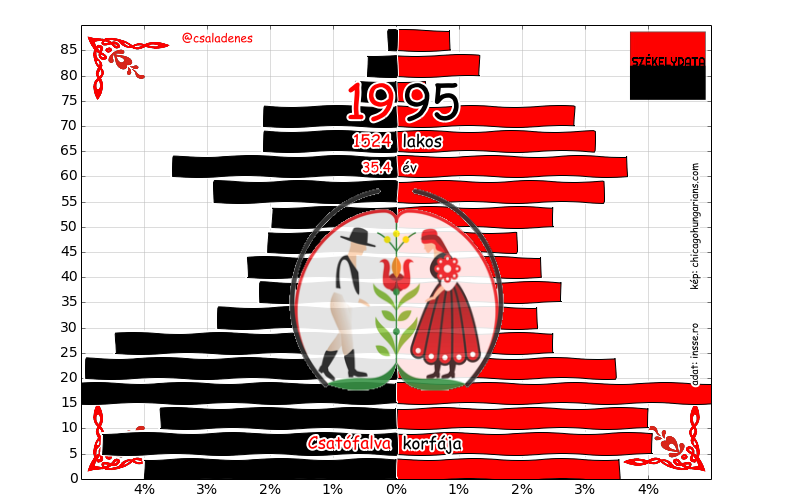 @csaladenes
SZÉKELYDATA
1995
1524 lakos
35.4 év
kép: chicagohungarians.com
adat: insse.ro
Csatófalva korfája
85
80
75
70
65
60
55
50
45
40
35
30
25
20
15
10
5
0
4% 3% 2% 1% 0% 1% 2% 3% 4%